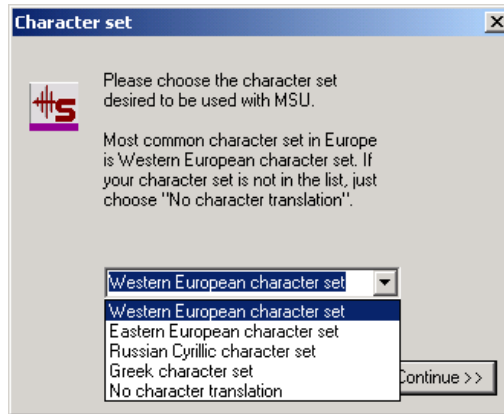 Character set
Please choose the character set
desired to be used with MSU.
Most common character set in Europe
is Western European character set. If
your character set is not in the list, just
choose "No character translation".
Western European character set
Western European character set
Eastern European character set
Russian Cyrillic character set
Greek character set
No character translation
Continue >>